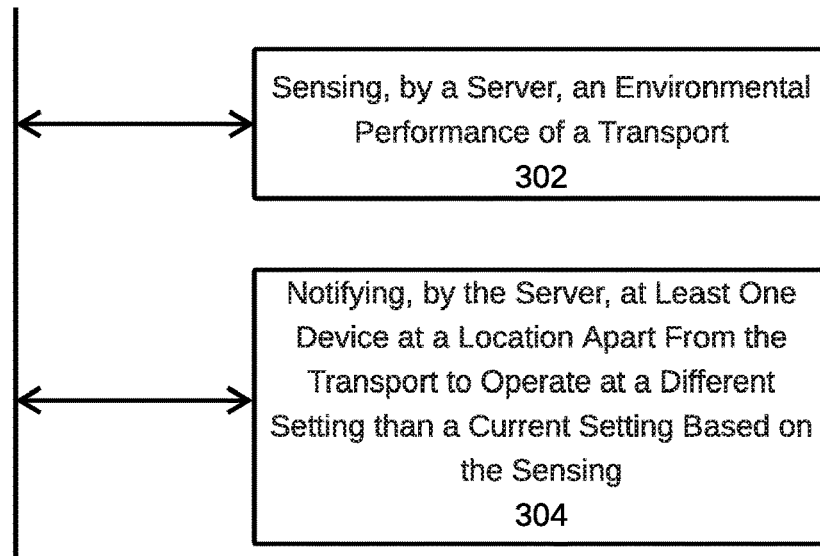 Sensing, by a Server, an Environmental
Performance of a Transport
302
Notifying, by the Server, at Least One
Device at a Location Apart From the
Transport to Operate at a Different
Setting than a Current Setting Based on
the Sensing
304